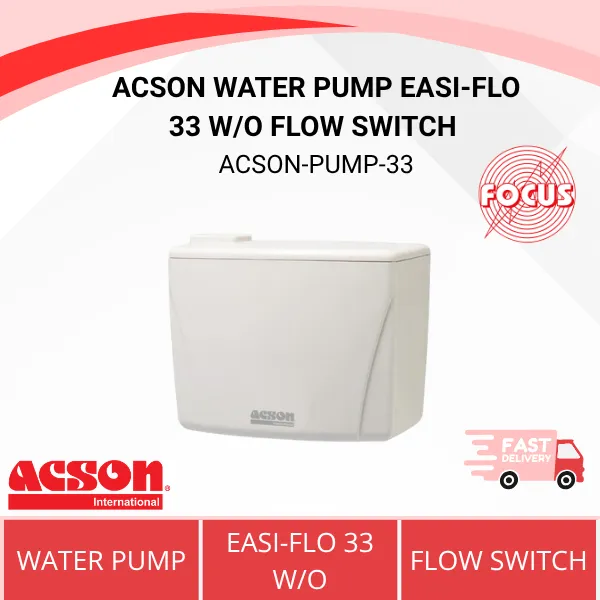 ACSON WATER PUMP EASI-FLO
33 W/O FLOW SWITCH
ACSON-PUMP-33
FOCUS
acson
International
FAST
DELIVERY
acson®
International
WATER PUMP
EASI-FLO 33
W/O
FLOW SWITCH